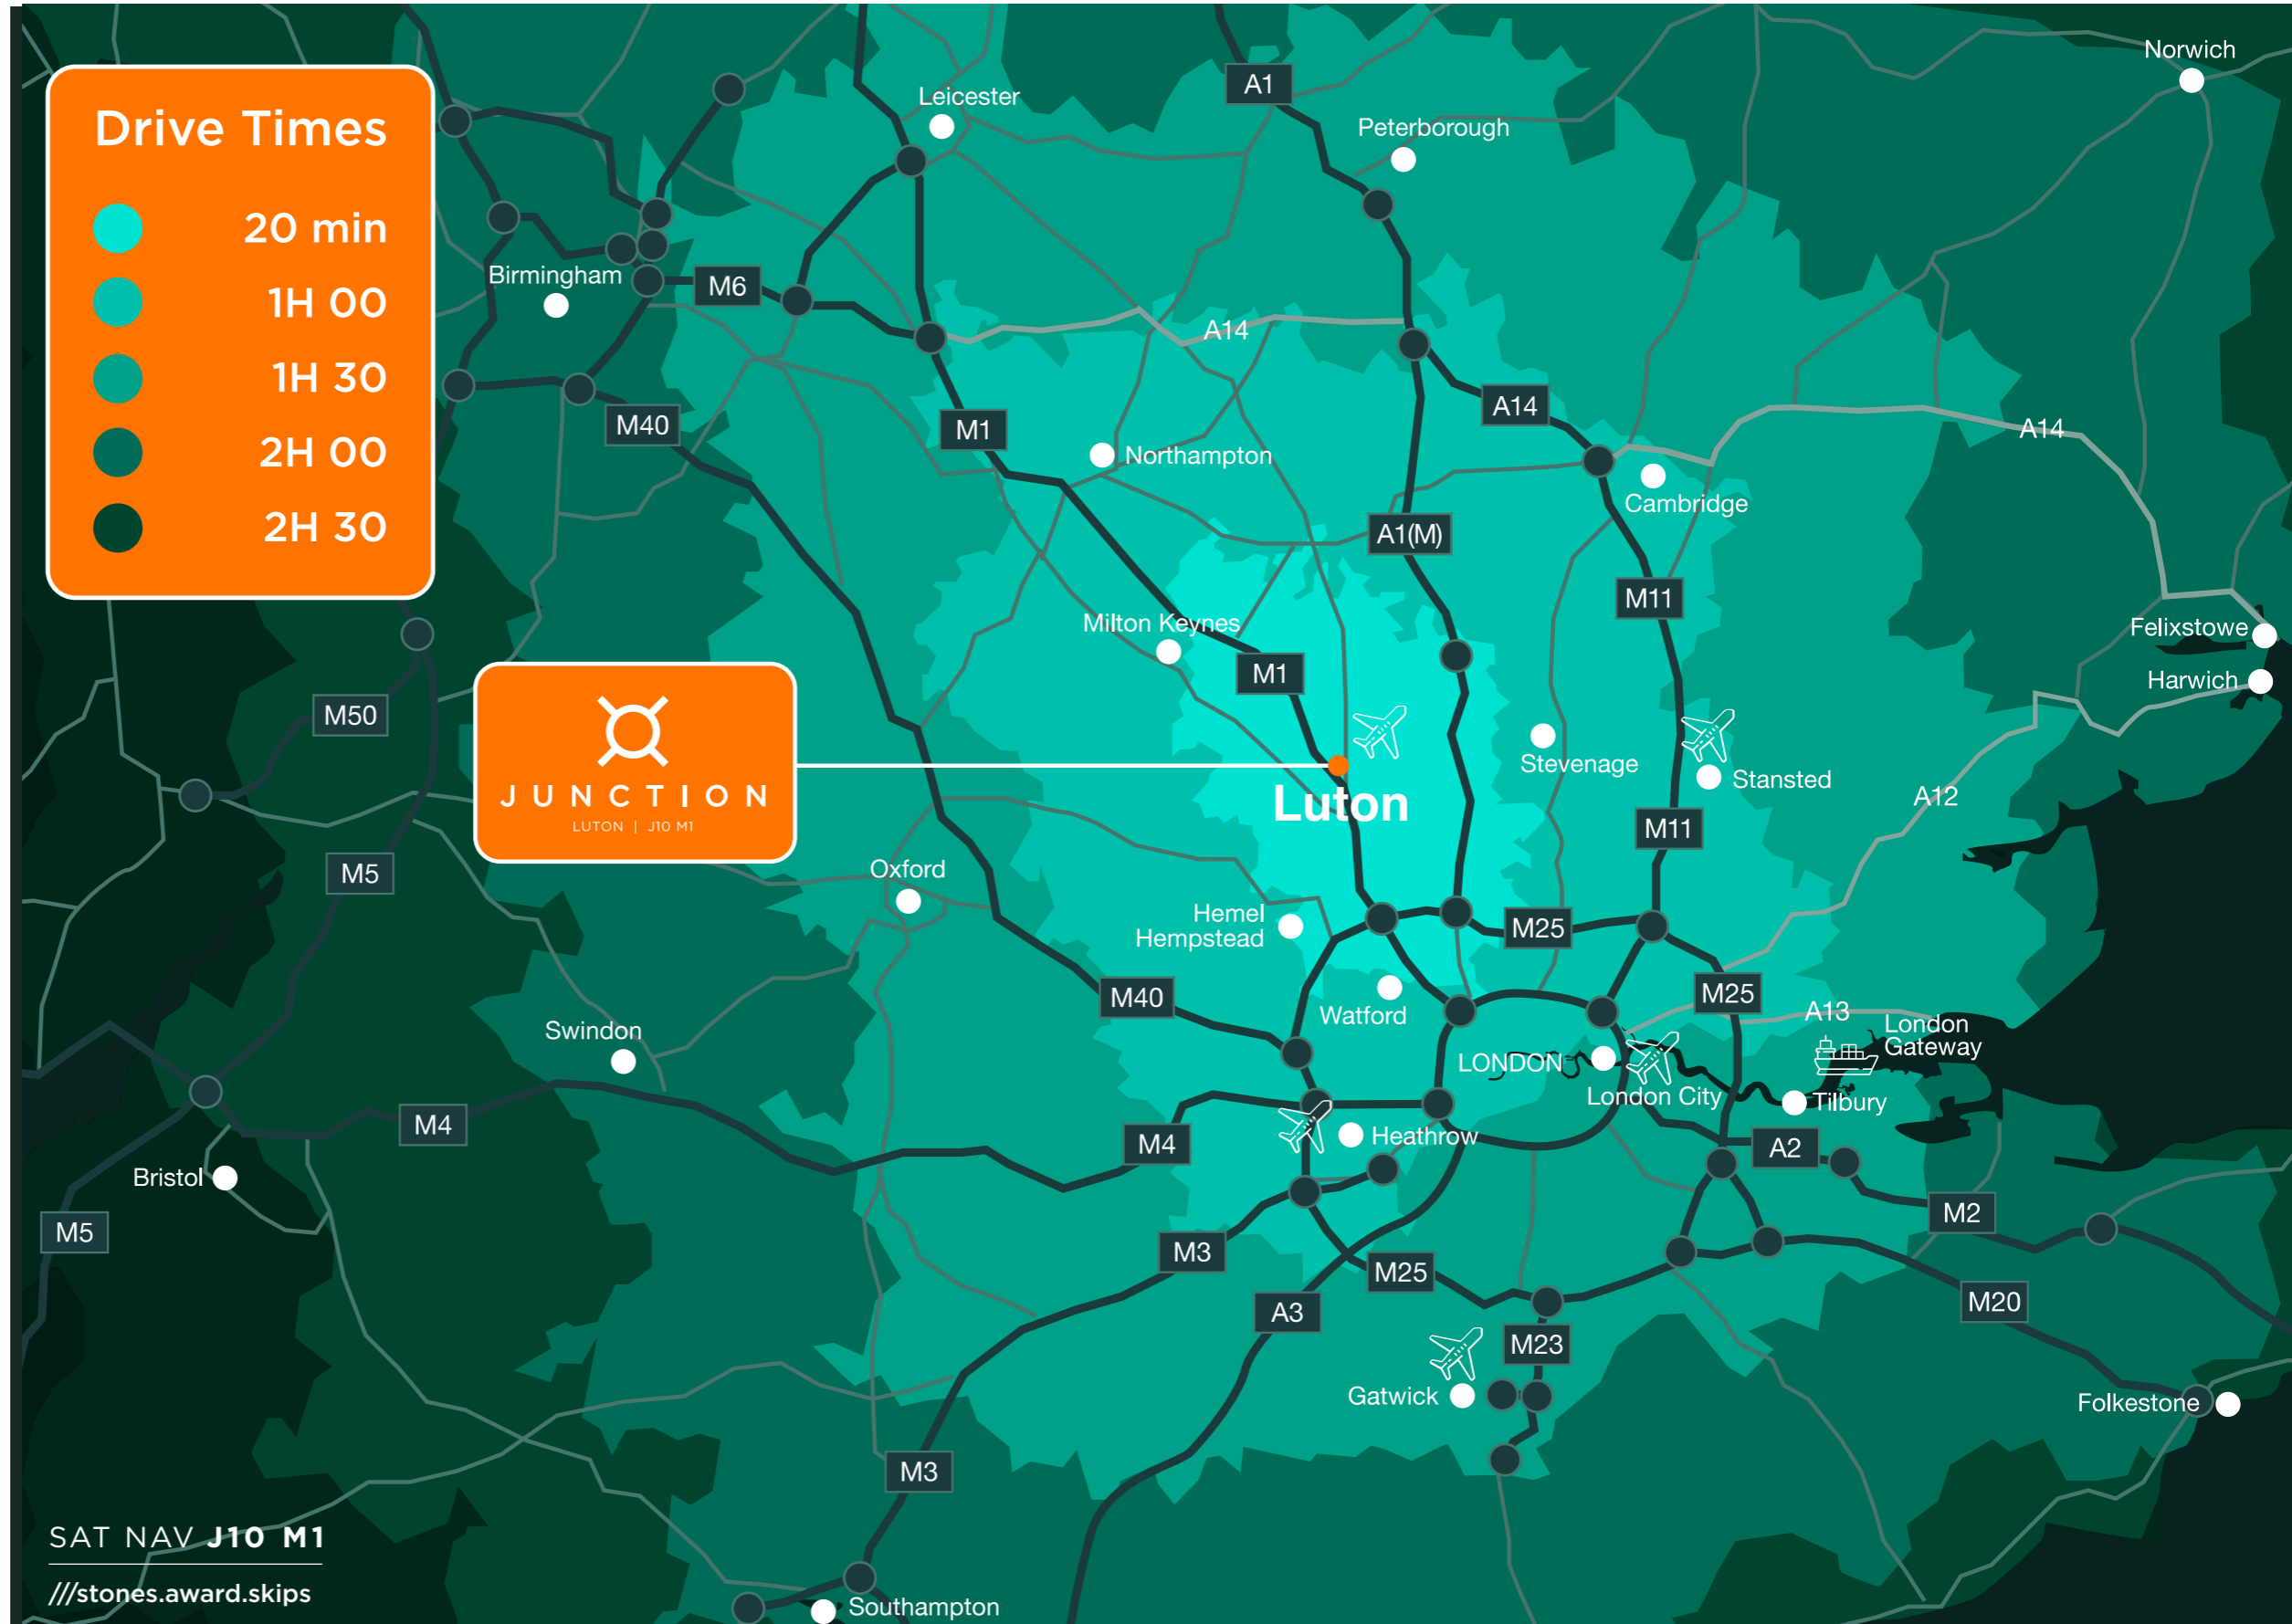 Drive Times
20 min
1H 00
1H 30
2H 00
2H 30
Norwich
A1
Leicester
Peterborough
Birmingham
M6
A14
M40
M1
A14
A14
Northampton
Cambridge
A1(M)
M11
Milton Keynes
Felixstowe
M1
Harwich
M50
Stevenage
Stansted
JUNCTION
LUTON | J10 M1
Luton
A12
M11
M5
Oxford
Hemel
Hempstead
M25
M40
M25
Watford
A13
London
Gateway
Swindon
LONDON
London City
Tilbury
M4
M4
Heathrow
A2
Bristol
M5
M2
M3
M25
M20
A3
M23
Gatwick
Folkestone
M3
SAT NAV J10 M1
///stones.award.skips
Southampton